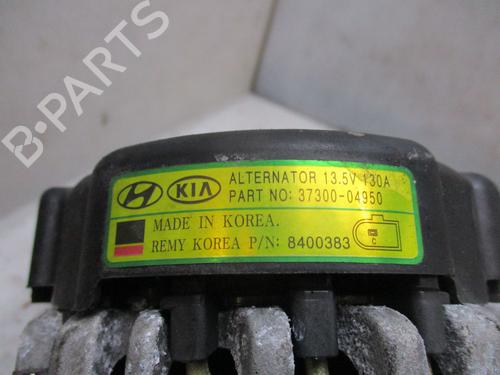 B-PARTS
ALTERNATOR 13.5V 130A
KIA
PART NO: 37300-04950
MADE IN KOREA.
REMY KOREA P/N: 8400383
C